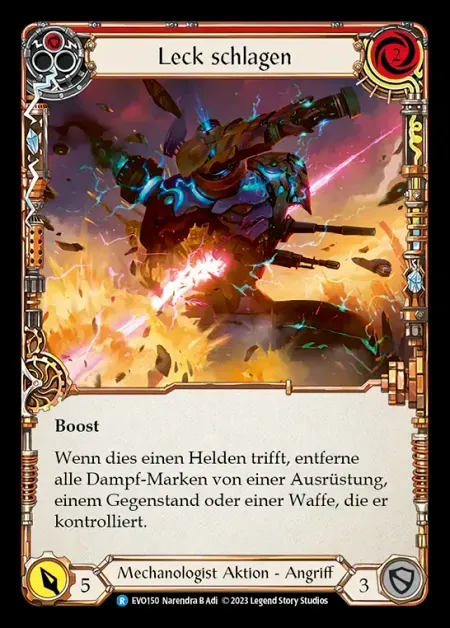 Leck schlagen
2
Boost
Wenn dies einen Helden trifft, entferne
alle Dampf-Marken von einer Ausrüstung,
einem Gegenstand oder einer Waffe, die er
kontrolliert.
5
Mechanologist Aktion - Angriff
3
R EVO150 Narendra B Adi © 2023 Legend Story Studios